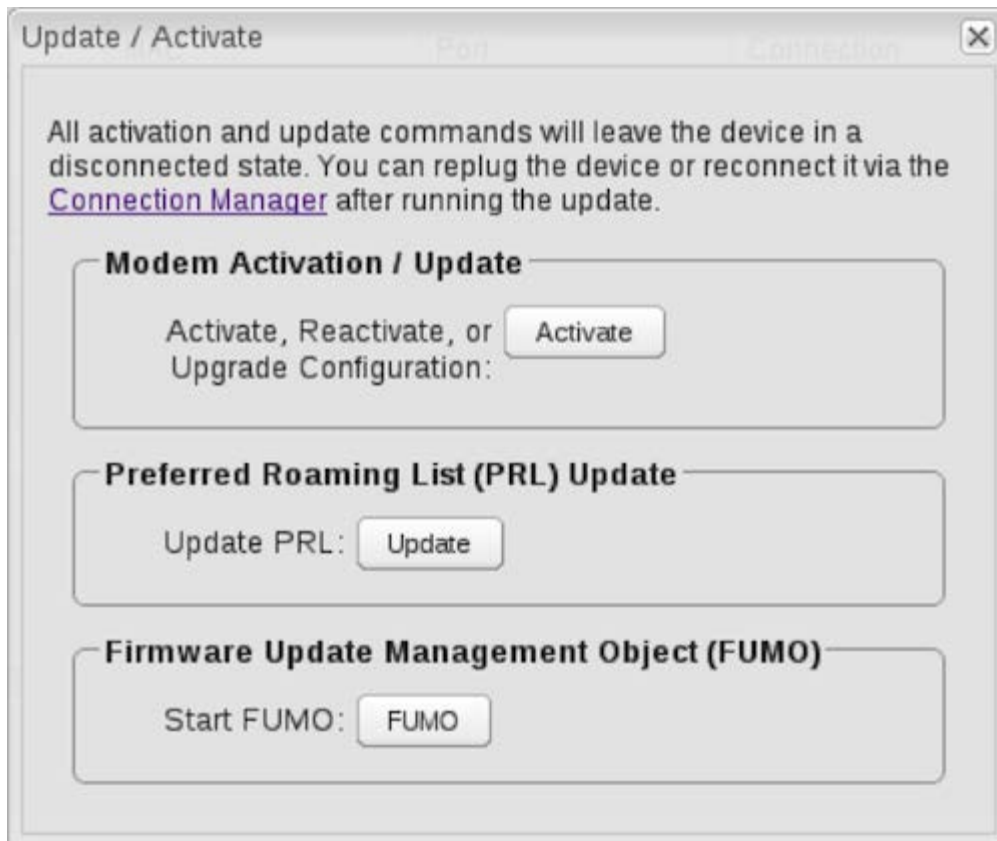 Update / Activate
Port
Connection
All activation and update commands will leave the device in a
disconnected state. You can replug the device or reconnect it via the
Connection Manager after running the update.
Modem Activation / Update
Activate, Reactivate, or
Upgrade Configuration:
Activate
Preferred Roaming List (PRL) Update
Update PRL: Update
Firmware Update Management Object (FUMO)
Start FUMO: FUMO